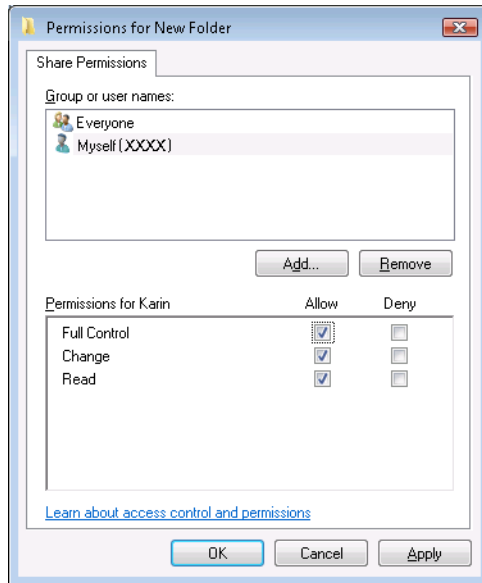 Permissions for New Folder
Share Permissions
Group or user names:
Everyone
Myself(XXXX)
Add... Remove
Permissions for Karin Allow Deny
Full Control
Change
Read
Learn about access control and permissions
OK Cancel Apply